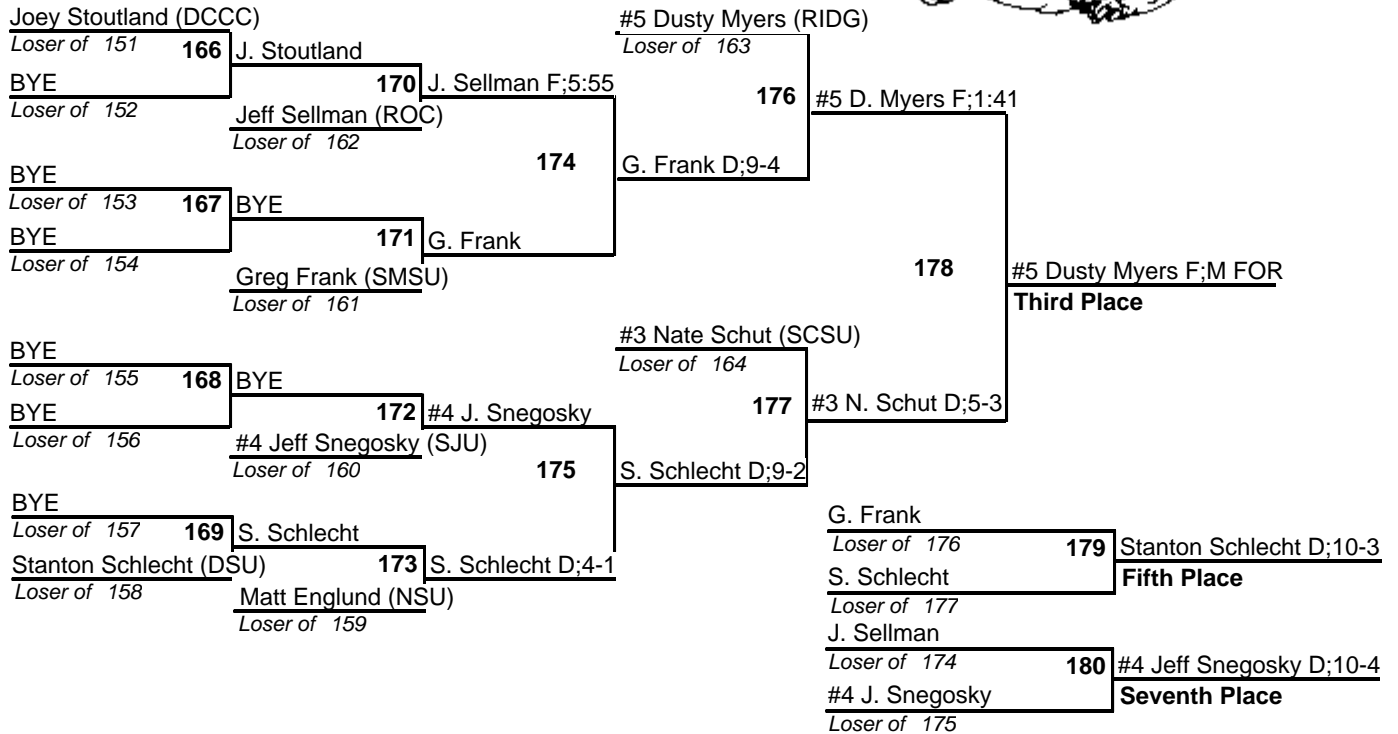 Joey Stoutland (DCCC)
Loser of 151
166
J. Stoutland
BYE
Loser of 152
170
J. Sellman F;5:55
Jeff Sellman (ROC)
Loser of 162
BYE
Loser of 153
167
BYE
BYE
Loser of 154
171
G. Frank
Greg Frank (SMSU)
Loser of 161
174
G. Frank D;9-4
#5 Dusty Myers (RIDG)
Loser of 163
176
#5 D. Myers F;1:41
BYE
Loser of 155
168
BYE
BYE
Loser of 156
172
#4 J. Snegosky
#4 Jeff Snegosky (SJU)
Loser of 160
BYE
Loser of 157
169
S. Schlecht
Stanton Schlecht (DSU)
Loser of 158
173
S. Schlecht D;4-1
Matt Englund (NSU)
Loser of 159
175
S. Schlecht D;9-2
#3 Nate Schut (SCSU)
Loser of 164
177
#3 N. Schut D;5-3
178
#5 Dusty Myers F;M FOR
Third Place
G. Frank
Loser of 176
179
Stanton Schlecht D;10-3
S. Schlecht
Fifth Place
Loser of 177
J. Sellman
Loser of 174
180
#4 Jeff Snegosky D;10-4
#4 J. Snegosky
Seventh Place
Loser of 175